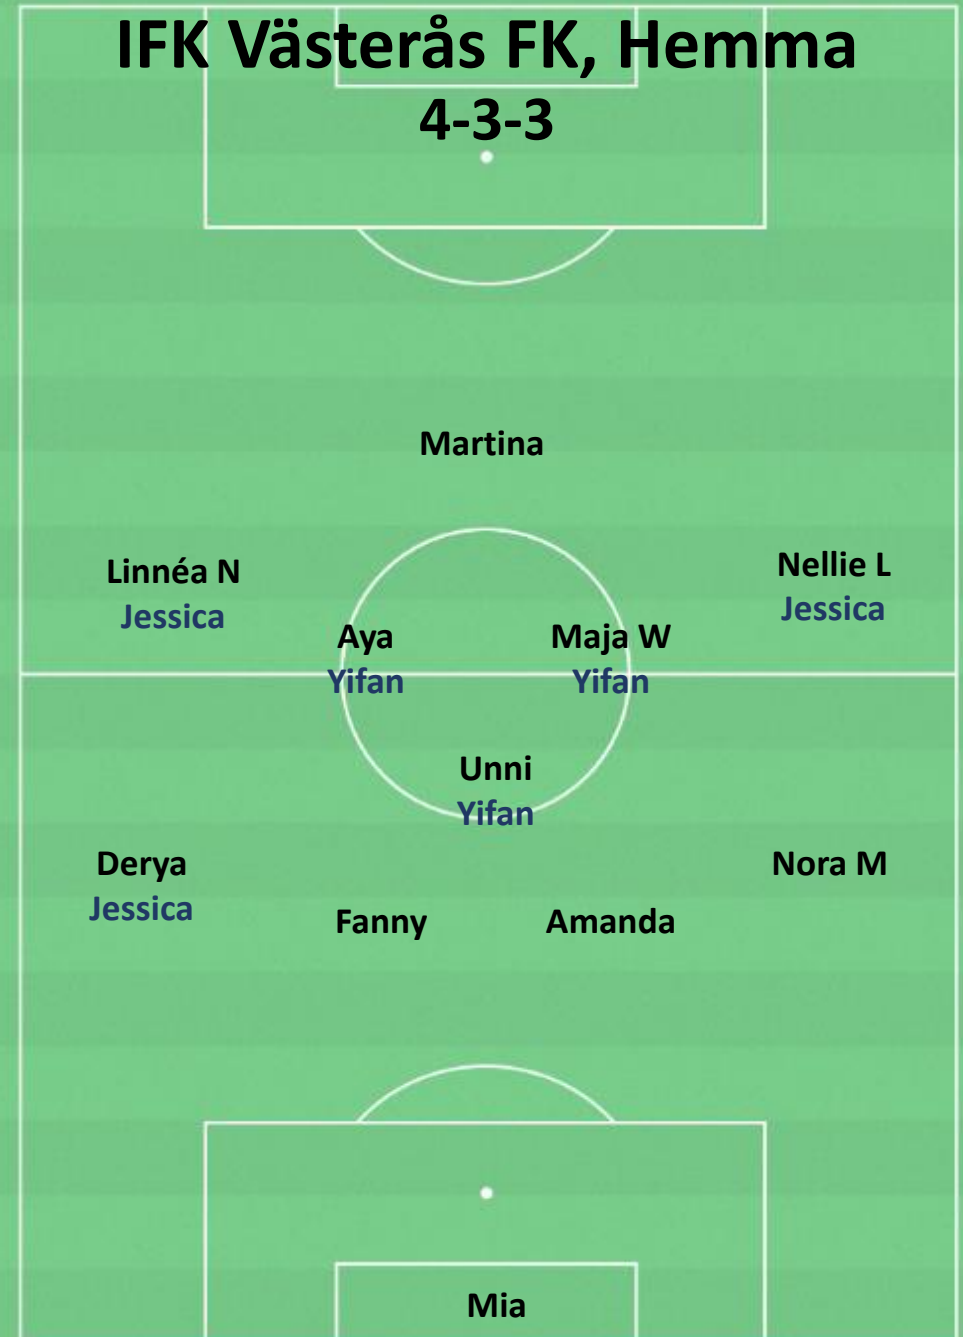 IFK Västerås FK, Hemma
4-3-3
Martina
Linnéa N
Jessica
Nellie L
Jessica
Aya
Yifan
Maja W
Yifan
Unni
Yifan
Derya
Jessica
Nora M
Fanny
Amanda
Mia